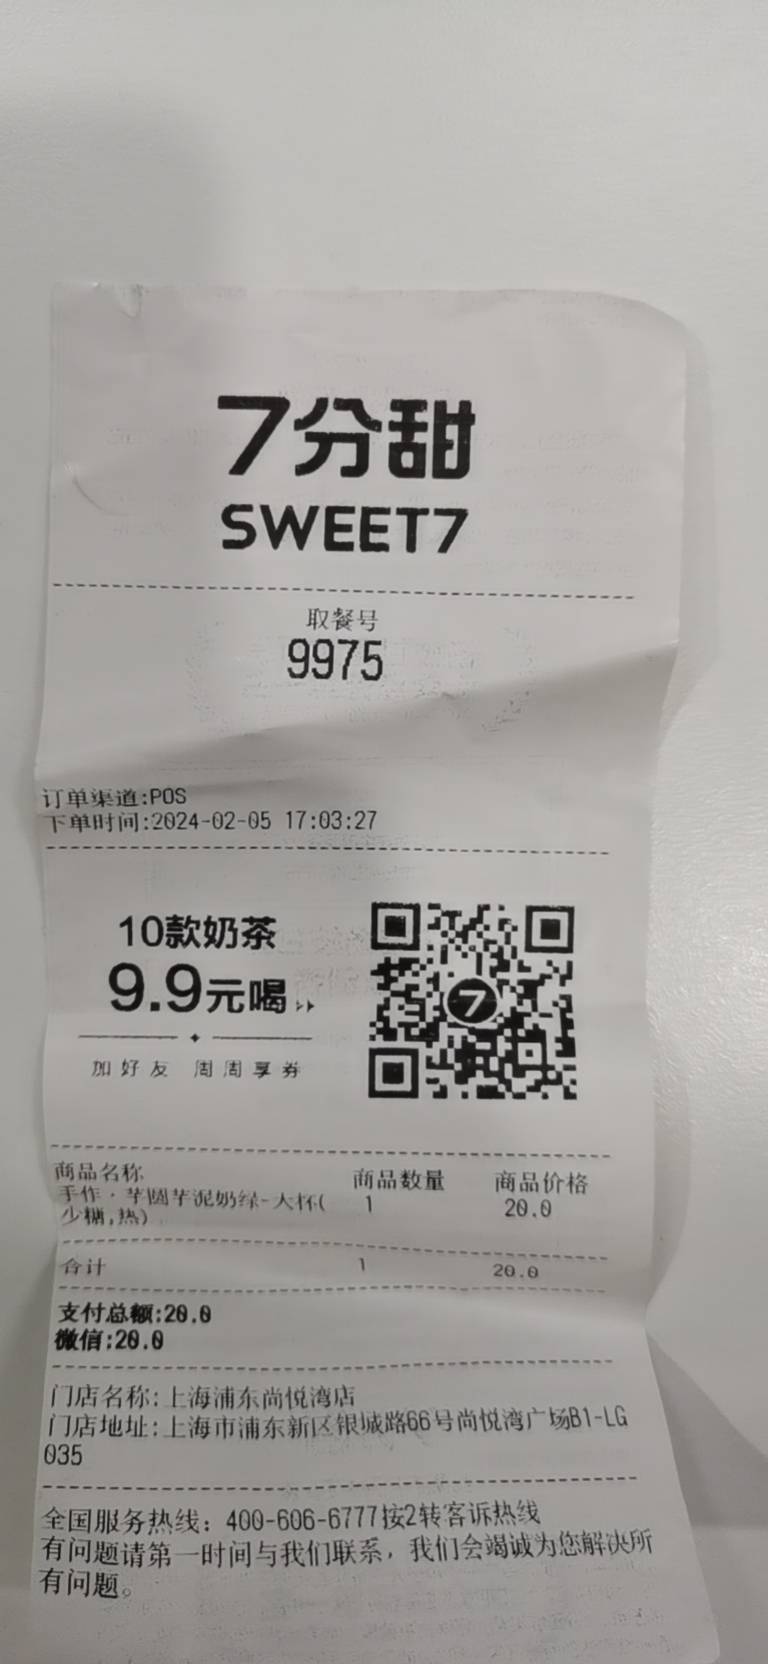 7分甜
SWEET7
取餐号
9975
订单渠道:POS
下单时间:2024-02-05 17:03:27
10款奶茶
9.9元喝
加好友 周周享券
7
商品名称 商品数量 商品价格
手作·芋圆芋泥奶绿-大杯( 1 20.0
少糖,热)
合计 1 20.0
支付总额:20.0
微信:20.0
门店名称:上海浦东尚悦湾店
门店地址:上海市浦东新区银城路66号尚悦湾广场B1-LG
035
全国服务热线：400-606-6777按2转客诉热线
有问题请第一时间与我们联系，我们会竭诚为您解决所
有问题。